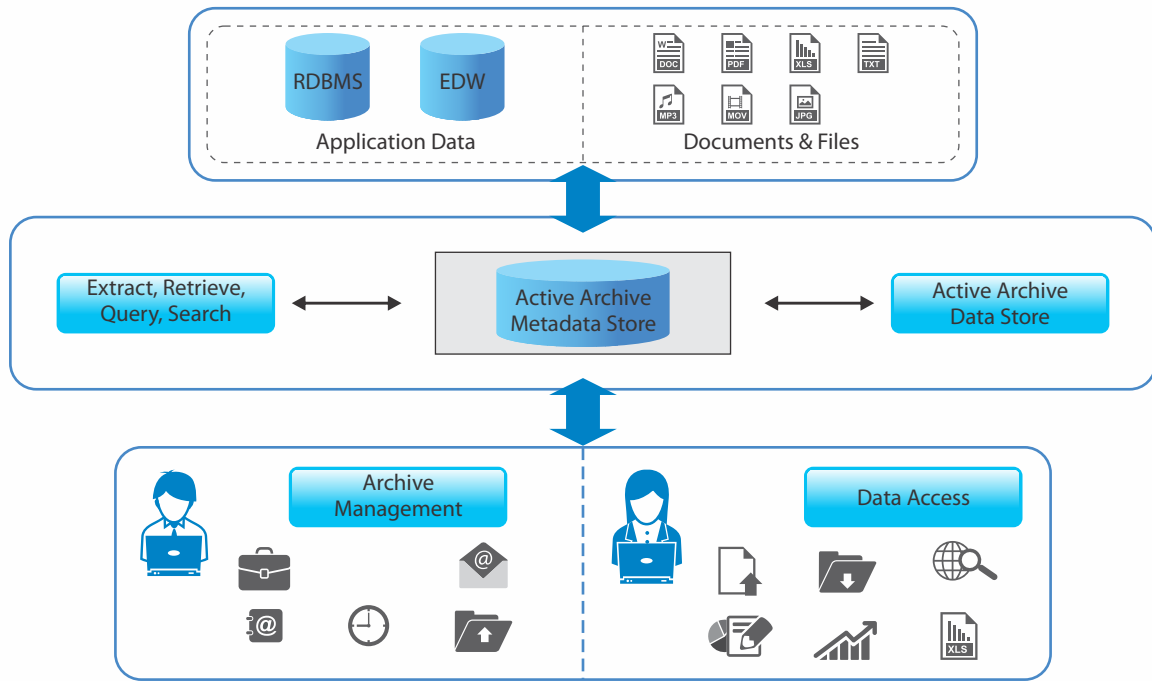 RDBMS
EDW
Application Data
W
DOC
PDF
XLS
TXT
MP3
MOV
JPG
Documents & Files
Extract, Retrieve,
Query, Search
Active Archive
Metadata Store
Active Archive
Data Store
Archive
Management
@
@
Data Access
XLS